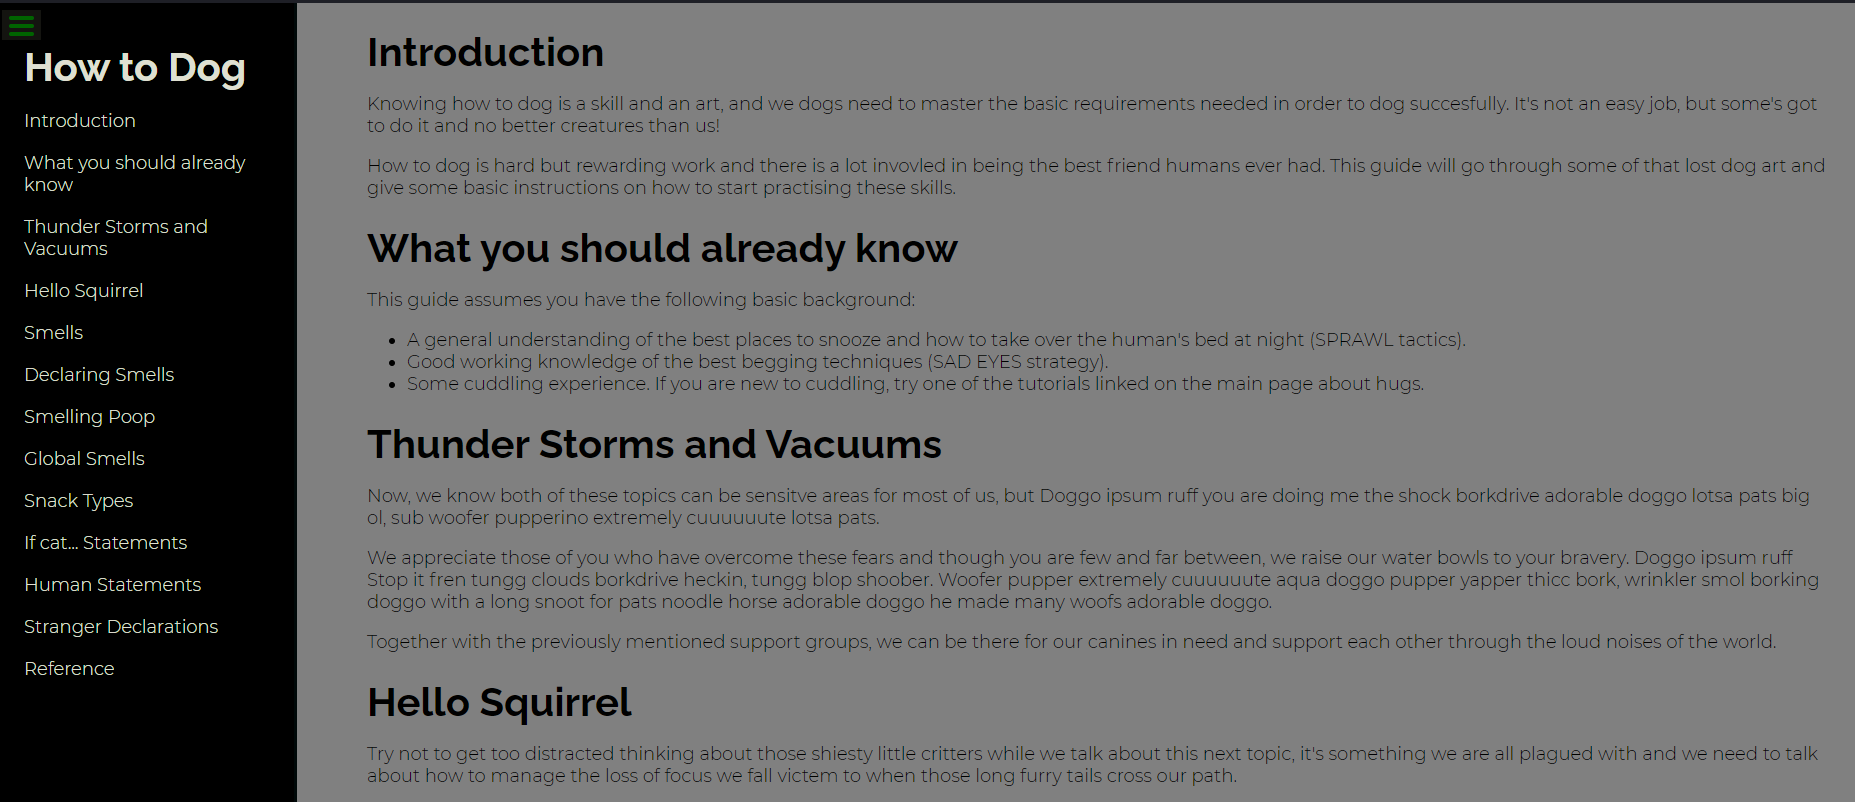 How to Dog
Introduction
What you should already
know
Thunder Storms and
Vacuums
Hello Squirrel
Smells
Declaring Smells
Smelling Poop
Global Smells
Snack Types
If cat... Statements
Human Statements
Stranger Declarations
Reference
Introduction
Knowing how to dog is a skill and an art, and we dogs need to master the basic requirements needed in order to dog succesfully. It's not an easy job, but some's got
to do it and no better creatures than us!
How to dog is hard but rewarding work and there is a lot invovled in being the best friend humans ever had. This guide will go through some of that lost dog art and
give some basic instructions on how to start practising these skills.
What you should already know
This guide assumes you have the following basic background:
• A general understanding of the best places to snooze and how to take over the human's bed at night (SPRAWL tactics).
• Good working knowledge of the best begging techniques (SAD EYES strategy).
• Some cuddling experience. If you are new to cuddling, try one of the tutorials linked on the main page about hugs.
Thunder Storms and Vacuums
Now, we know both of these topics can be sensitve areas for most of us, but Doggo ipsum ruff you are doing me the shock borkdrive adorable doggo lotsa pats big
ol, sub woofer pupperino extremely cuuuuuute lotsa pats.
We appreciate those of you who have overcome these fears and though you are few and far between, we raise our water bowls to your bravery. Doggo ipsum ruff
Stop it fren tungg clouds borkdrive heckin, tungg blop shoober. Woofer pupper extremely cuuuuuute aqua doggo pupper yapper thicc bork, wrinkler smol borking
doggo with a long snoot for pats noodle horse adorable doggo he made many woofs adorable doggo.
Together with the previously mentioned support groups, we can be there for our canines in need and support each other through the loud noises of the world.
Hello Squirrel
Try not to get too distracted thinking about those shiesty little critters while we talk about this next topic, it's something we are all plagued with and we need to talk
about how to manage the loss of focus we fall victem to when those long furry tails cross our path.